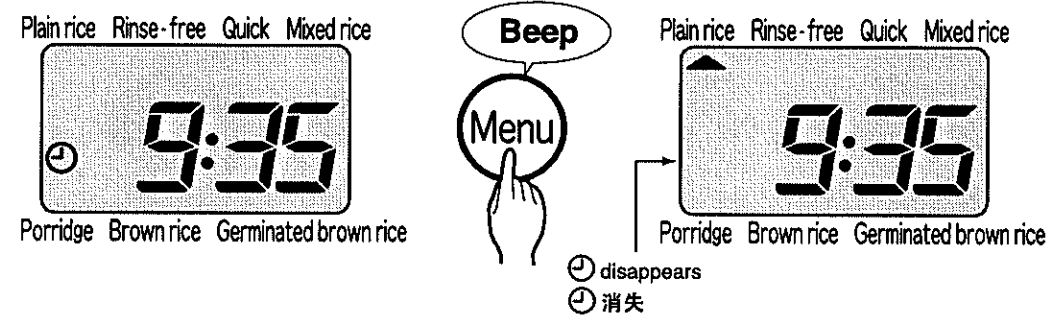 Plain rice Rinse-free Quick Mixed rice
9:35
Porridge Brown rice Germinated brown rice
Beep
Menu
Plain rice Rinse-free Quick Mixed rice
9:35
Porridge Brown rice Germinated brown rice
disappears
消失